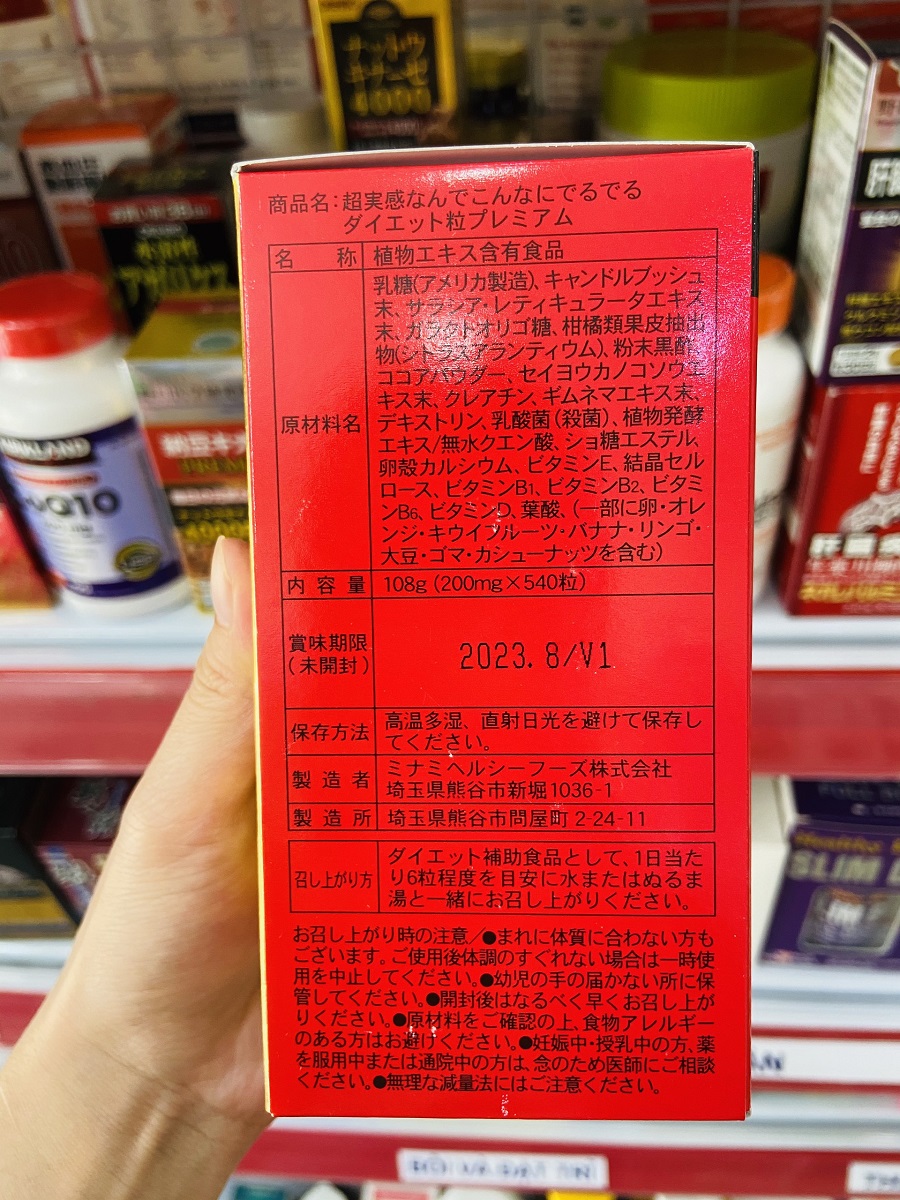 ナットウ
キナーゼ
4000
商品名:超実感なんでこんなにでるでる
ダイエット粒プレミアム
名称 植物エキス含有食品
原材料名
乳糖(アメリカ製造)、キャンドルブッシュ
末、サラシア・レティキュラータエキス
末、ガラクトオリゴ糖、柑橘類果皮抽出
物(シトラスアランティウム)、粉末黒酢、
ココアパウダー、セイヨウカノコソウエ
キス末、クレアチン、ギムネマエキス末、
デキストリン、乳酸菌(殺菌)、植物発酵
エキス/無水クエン酸、ショ糖エステル、
卵殻カルシウム、ビタミンE、結晶セル
ロース、ビタミンB1、ビタミンB2、ビタミ
ンB6、ビタミンD、葉酸、(一部に卵・オレ
ンジ・キウイフルーツ・バナナ・リンゴ・
大豆・ゴマ・カシューナッツを含む)
内容量 108g (200mg×540粒)
賞味期限
(未開封)
2023. 8/V1
保存方法
高温多湿、直射日光を避けて保存し
てください。
製造者
ミナミヘルシーフーズ株式会社
埼玉県熊谷市新堀1036-1
製造所 埼玉県熊谷市問屋町 2-24-11
召し上がり方
ダイエット補助食品として、1日当た
り6粒程度を目安に水またはぬるま
湯と一緒にお召し上がりください。
お召し上がり時の注意/●まれに体質に合わない方も
ございます。ご使用後体調のすぐれない場合は一時使
用を中止してください。●幼児の手の届かない所に保
管してください。●開封後はなるべく早くお召し上が
りください。●原材料をご確認の上、食物アレルギー
のある方はお避けください。●妊娠中・授乳中の方、薬
を服用中または通院中の方は、念のため医師にご相談
ください。●無理な減量法にはご注意ください。
KIRKLAND
Q10
SLIM